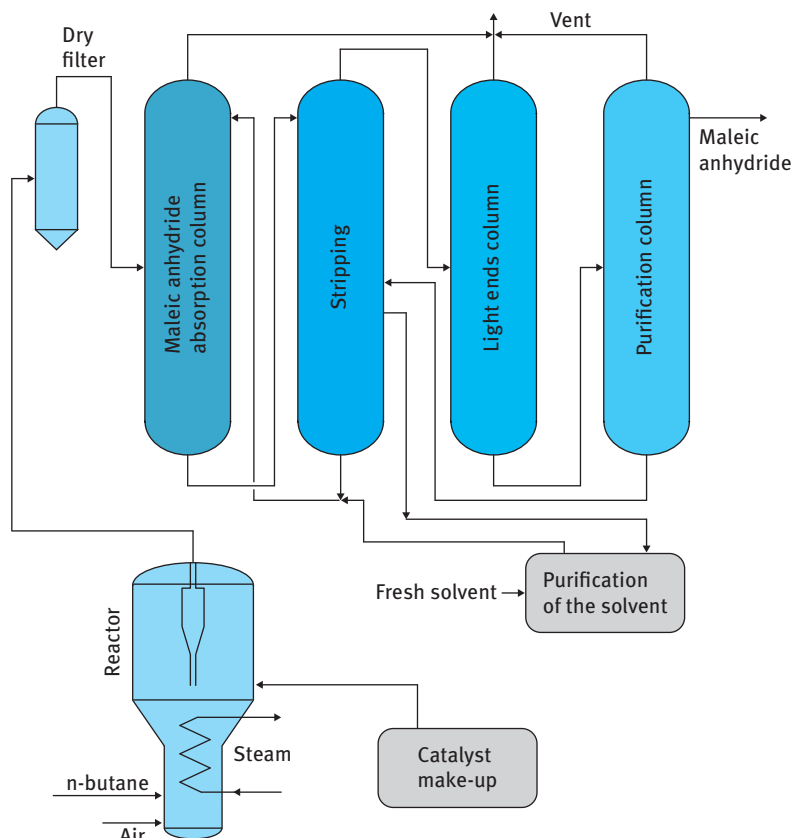 Vent
Dry
filter
Maleic
anhydride
Maleic anhydride
absorption column
Stripping
Light ends column
Purification column
Fresh solvent
Purification
of the solvent
Reactor
Steam
Catalyst
make-up
n-butane
Air